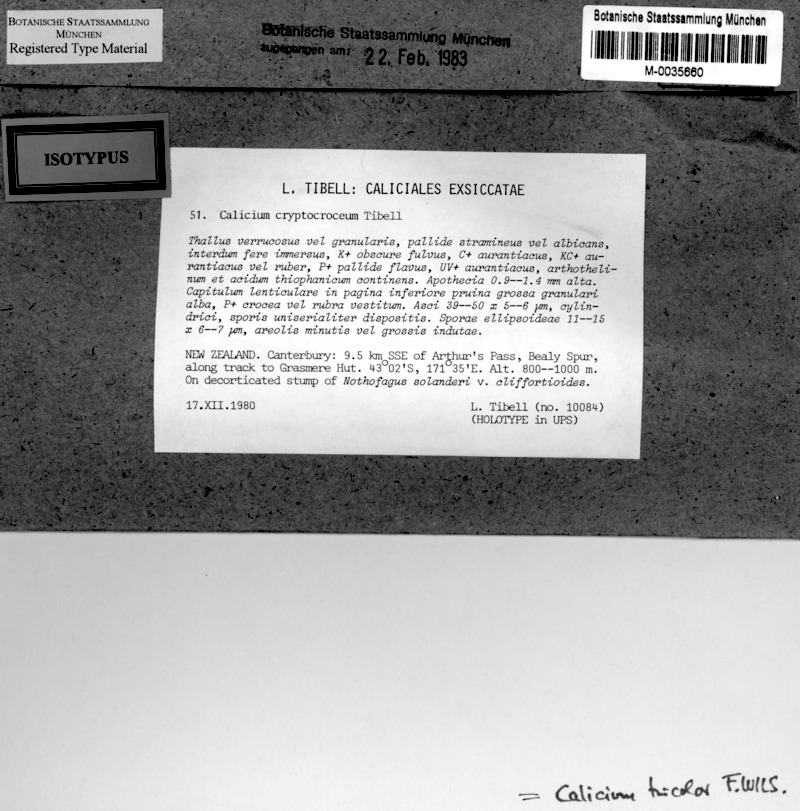 BOTANISCHE STAATSSAMMLUNG
MÜNCHEN
Registered Type Material
Botanische Staatssammlung München
zugegangen am: 22. Feb. 1983
Botanische Staatssammlung München
M-0035660
ISOTYPUS
L. TIBELL: CALICIALES EXSICCATAE
51. Calicium cryptocroceum Tibell
Thallus verrucosus vel granularis, pallide stramineus vel albicans,
interdum fere immersus, K+ obscure fulvus, C+ aurantiacus, KC+ au-
rantiacus vel ruber, P+ pallide flavus, UV+ aurantiacus, arthotheli-
num et acidum thiophanicum continens. Apothecia 0.9--1.4 mm alta.
Capitulum lenticulare in pagina inferiore pruina grossa granulari
alba, P+ crocea vel rubra vestitum. Asci 39--50 x 5--6 µm, cylin-
drici, sporis uniserialiter dispositis. Sporae ellipsoideae 11--15
x 6--7 µm, areolis minutis vel grossis indutae.
NEW ZEALAND. Canterbury: 9.5 km SSE of Arthur's Pass, Bealy Spur,
along track to Grasmere Hut. 43°02'S, 171°35'E. Alt. 800--1000 m.
On decorticated stump of Nothofagus solanderi v. cliffortioides.
17.XII.1980 L. Tibell (no. 10084)
(HOLOTYPE in UPS)
= Calicium tricolor F.WILS.